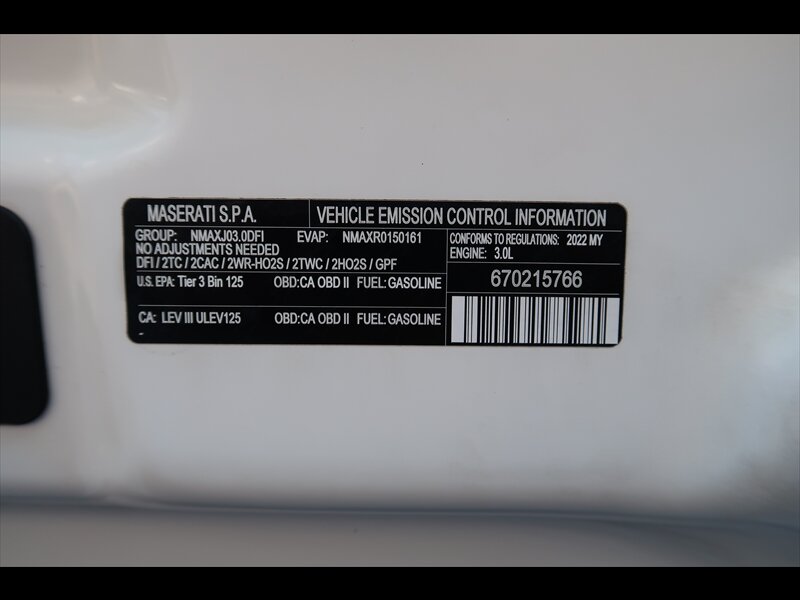 MASERATI S.P.A. VEHICLE EMISSION CONTROL INFORMATION
GROUP: NMAXJ03.0DFI EVAP: NMAXR0150161
NO ADJUSTMENTS NEEDED
DFI / 2TC / 2CAC / 2WR-HO2S / 2TWC / 2HO2S / GPF
CONFORMS TO REGULATIONS: 2022 MY
ENGINE: 3.0L
U.S. EPA: Tier 3 Bin 125 OBD:CA OBD II FUEL:GASOLINE
670215766
CA: LEV III ULEV125 OBD:CA OBD II FUEL:GASOLINE